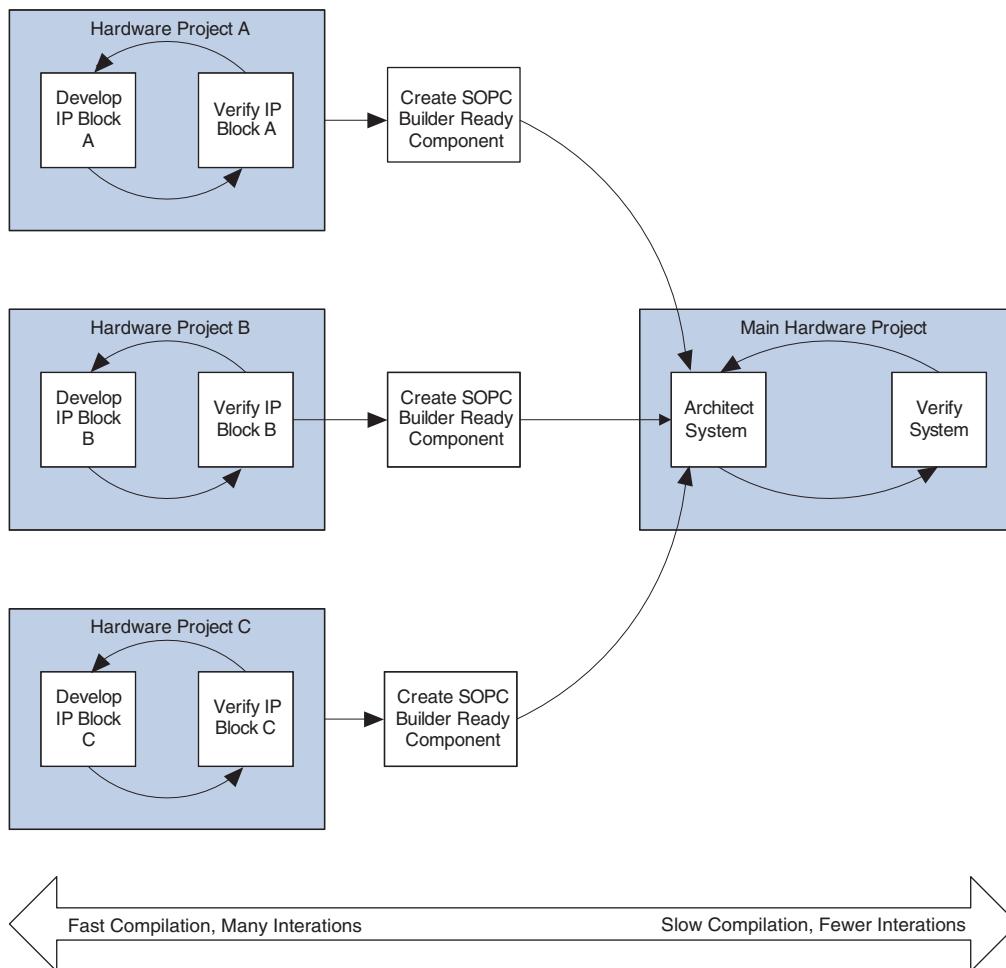 Hardware Project A
Develop
IP Block
A
Verify IP
Block A
Create SOPC
Builder Ready
Component
Hardware Project B
Develop
IP Block
B
Verify IP
Block B
Create SOPC
Builder Ready
Component
Main Hardware Project
Architect
System
Verify
System
Hardware Project C
Develop
IP Block
C
Verify IP
Block C
Create SOPC
Builder Ready
Component
Fast Compilation, Many Interations
Slow Compilation, Fewer Interations